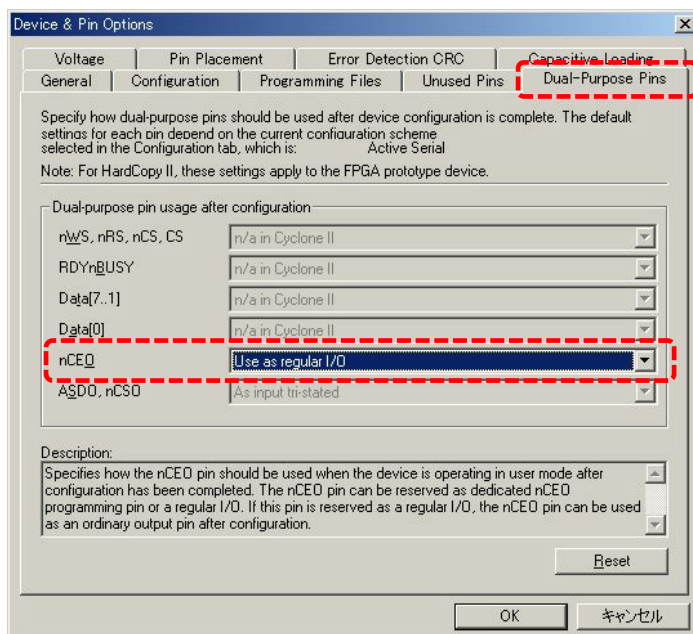 Device & Pin Options
Voltage Pin Placement Error Detection CRC Capacitive Loading
General Configuration Programming Files Unused Pins Dual-Purpose Pins
Specify how dual-purpose pins should be used after device configuration is complete. The default
settings for each pin depend on the current configuration scheme
selected in the Configuration tab, which is: Active Serial
Note: For HardCopy II, these settings apply to the FPGA prototype device.
Dual-purpose pin usage after configuration
nWS, nRS, nCS, CS n/a in Cyclone II
RDYnBUSY n/a in Cyclone II
Data[7..1] n/a in Cyclone II
Data[0] n/a in Cyclone II
nCEO Use as regular I/O
ASDO, nCSO As input tri-stated
Description:
Specifies how the nCEO pin should be used when the device is operating in user mode after
configuration has been completed. The nCEO pin can be reserved as dedicated nCEO
programming pin or a regular I/O. If this pin is reserved as a regular I/O, the nCEO pin can be used
as an ordinary output pin after configuration.
Reset
OK キャンセル